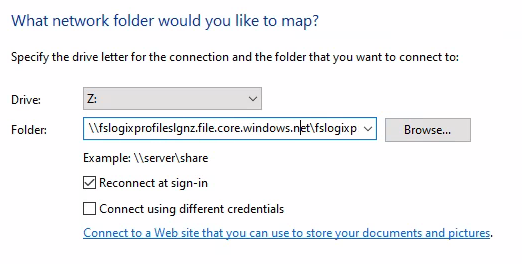 What network folder would you like to map?
Specify the drive letter for the connection and the folder that you want to connect to:
Drive: Z:
Folder: \\fslogixprofileslgnz.file.core.windows.net\fslogixp Browse...
Example: \\server\share
Reconnect at sign-in
Connect using different credentials
Connect to a Web site that you can use to store your documents and pictures.